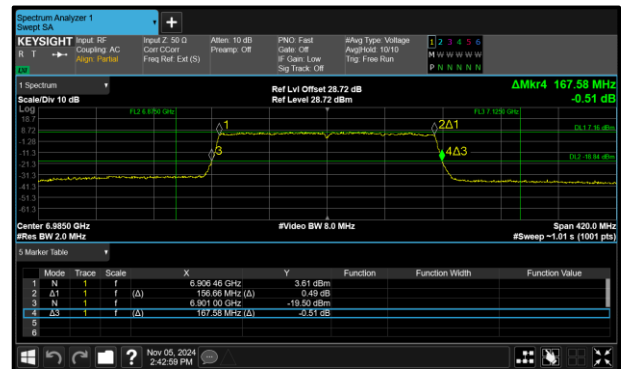 Spectrum Analyzer 1
Swept SA
+
KEYSIGHT Input: RF Input Z: 50 Ω Atten: 10 dB PNO: Fast #Avg Type: Voltage 1 2 3 4 5 6
R T Coupling: AC Corr CCorr Preamp: Off Gate: Off Avg|Hold: 10/10 M W W W W W
Align: Partial Freq Ref: Ext (S) IF Gain: Low Trig: Free Run
Sig Track: Off P N N N N N
1 Spectrum Ref Lvl Offset 28.72 dB ΔMkr4 167.58 MHz
Scale/Div 10 dB Ref Level 28.72 dBm -0.51 dB
Log
18.7 FL2 6.8750 GHz FL3 7.1250 GHz
8.72 1 2Δ1 DL1 7.16 dBm
-1.28
-11.3 3 4Δ3 DL2 -18.84 dBm
-21.3
-31.3
-41.3
-51.3
-61.3
Center 6.9850 GHz #Video BW 8.0 MHz Span 420.0 MHz
#Res BW 2.0 MHz #Sweep ~1.01 s (1001 pts)
5 Marker Table
Mode Trace Scale X Y Function Function Width Function Value
1 N 1 f 6.906 46 GHz 3.61 dBm
2 Δ1 1 f (Δ) 156.66 MHz (Δ) 0.49 dB
3 N 1 f 6.901 00 GHz -19.50 dBm
4 Δ3 1 f (Δ) 167.58 MHz (Δ) -0.51 dB
5
6
? Nov 05, 2024
2:42:59 PM